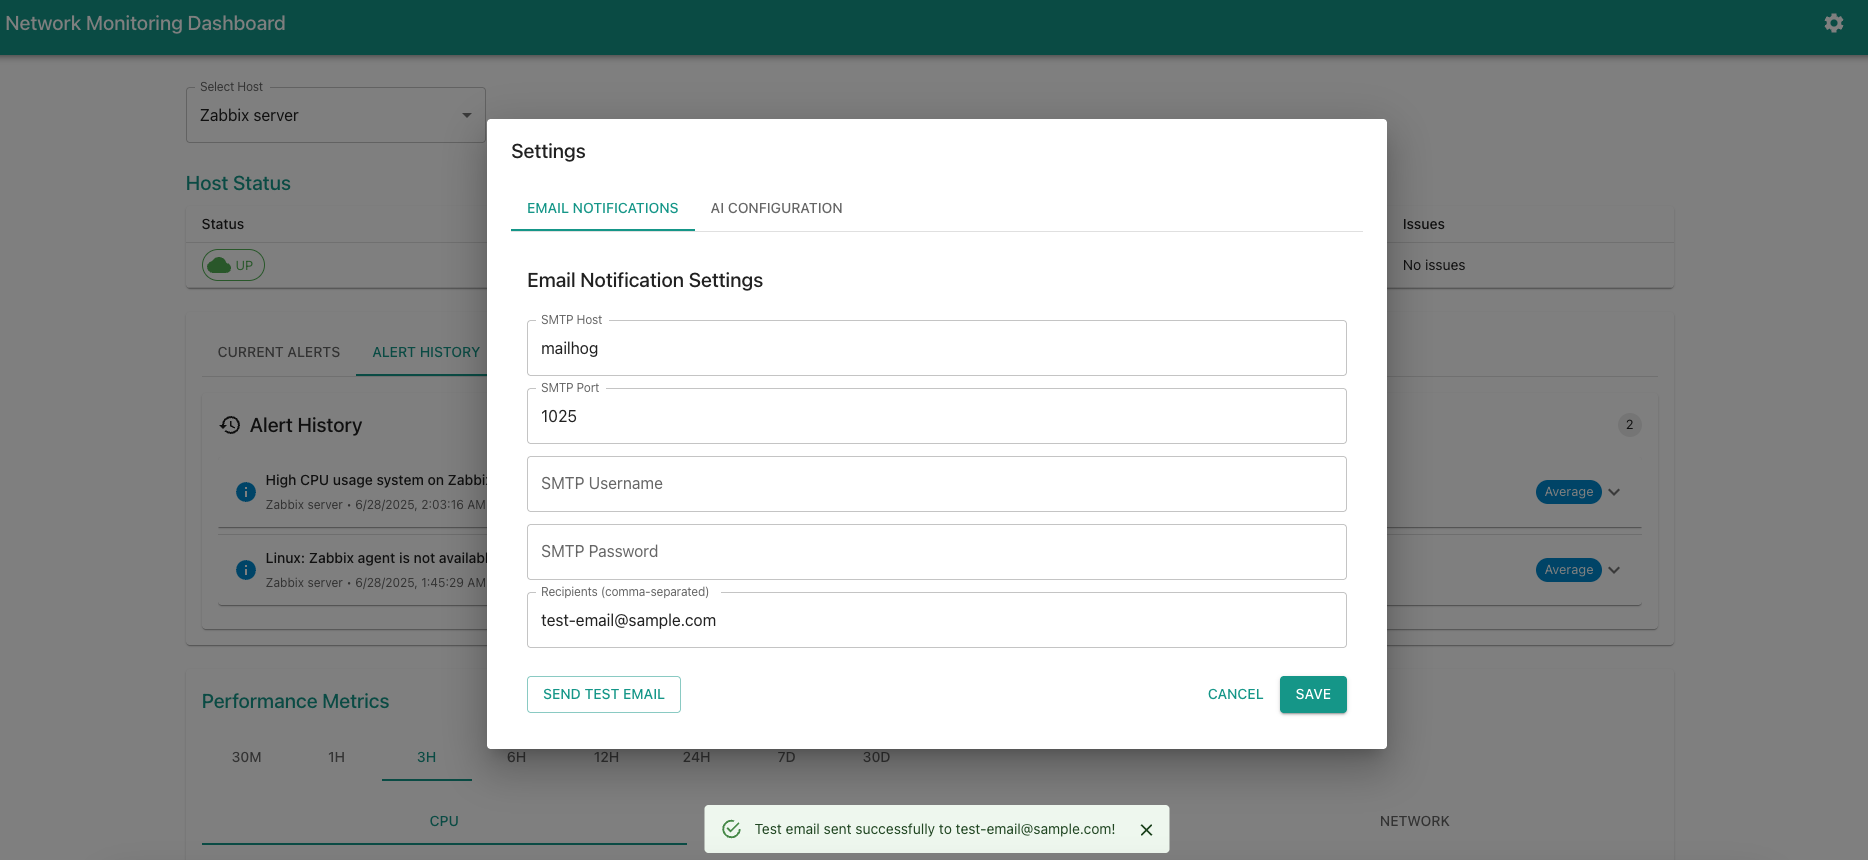 Network Monitoring Dashboard
Select Host
Zabbix server
Host Status
Status
Issues
UP
No issues
CURRENT ALERTS
ALERT HISTORY
Alert History
2
High CPU usage system on Zabbi
Zabbix server • 6/28/2025, 2:03:16 AM
Average
Linux: Zabbix agent is not availabl
Zabbix server • 6/28/2025, 1:45:29 AM
Average
Performance Metrics
30M 1H 3H 6H 12H 24H 7D 30D
CPU
NETWORK
Settings
EMAIL NOTIFICATIONS
AI CONFIGURATION
Email Notification Settings
SMTP Host
mailhog
SMTP Port
1025
SMTP Username
SMTP Password
Recipients (comma-separated)
test-email@sample.com
SEND TEST EMAIL
CANCEL
SAVE
Test email sent successfully to test-email@sample.com!